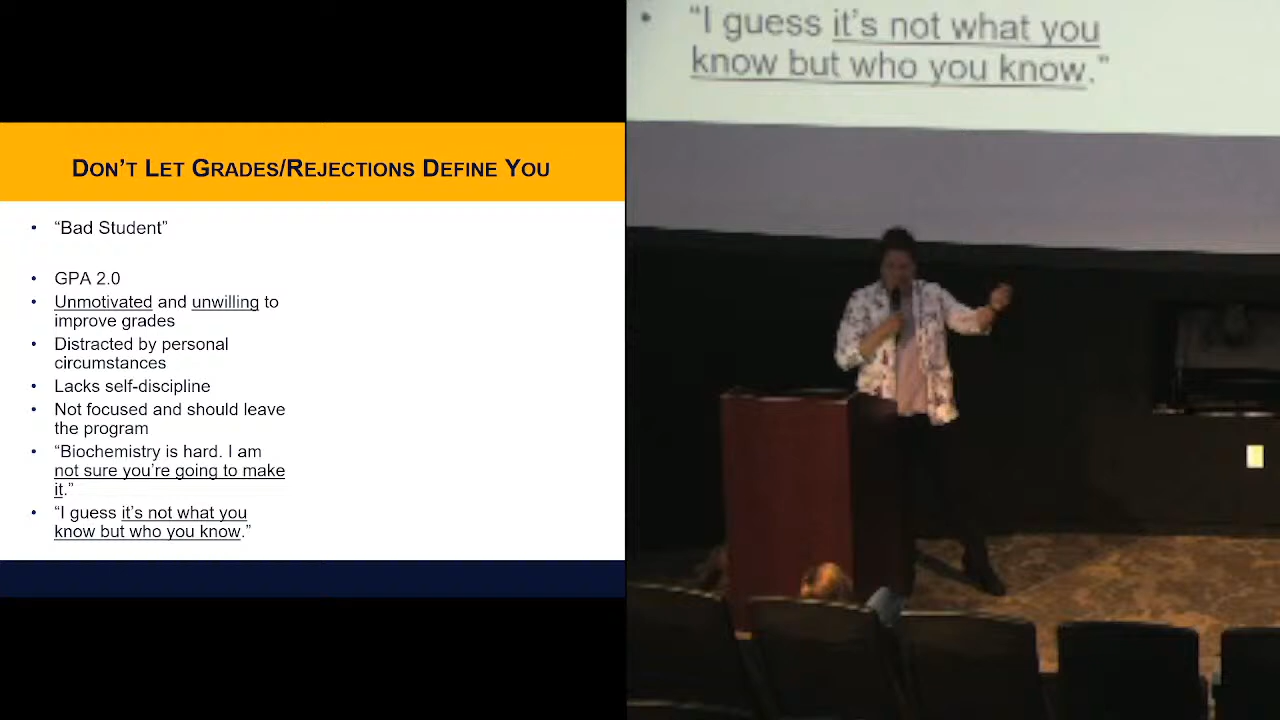 DON'T LET GRADES/REJECTIONS DEFINE YOU
• “Bad Student”
• GPA 2.0
• Unmotivated and unwilling to
improve grades
• Distracted by personal
circumstances
• Lacks self-discipline
• Not focused and should leave
the program
• “Biochemistry is hard. I am
not sure you're going to make
it.”
• “I guess it's not what you
know but who you know.”
• “I guess it's not what you
know but who you know.”